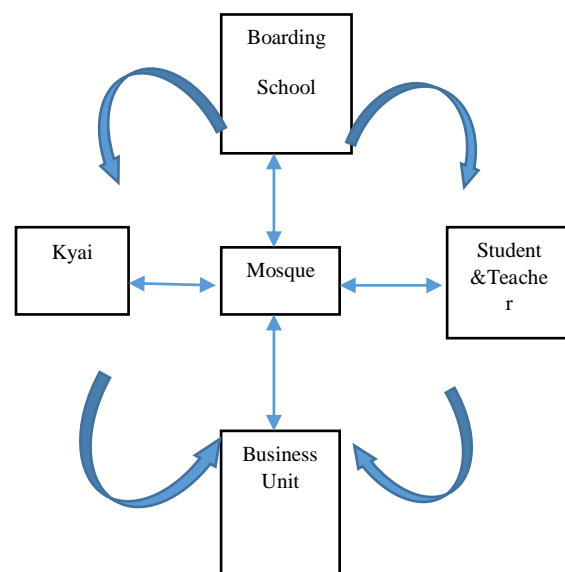 Boarding
School
Kyai
Mosque
Student
&Teache
r
Business
Unit